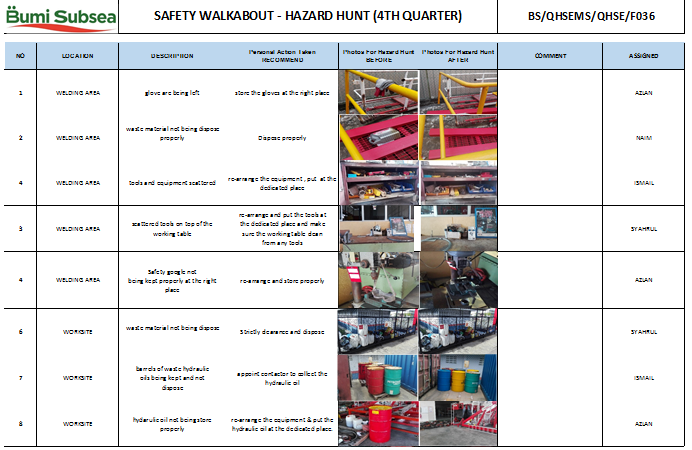 Bumi Subsea
SAFETY WALKABOUT - HAZARD HUNT (4TH QUARTER)
BS/QHSEMS/QHSE/F036
NO
LOCATION
DESCRIPTION
Personal Action Taken
RECOMMEND
Photos For Hazard Hunt
BEFORE
Photos For Hazard Hunt
AFTER
COMMENT
ASSIGNED
1
WELDING AREA
glove are being left
store the gloves at the right place
AZLAN
2
WELDING AREA
waste material not being dispose
properly
Dispose properly
NAIM
4
WELDING AREA
tools and equipment scattered
re-arrange the equipment , put at the
dedicated place
ISMAIL
3
WELDING AREA
scattered tools on top of the
working table
re-arrange and put the tools at
the dedicated place and make
sure the working table clean
from any tools
SYAHRUL
4
WELDING AREA
Safety google not
being kept properly at the right
place
re-arrange and store properly
AZLAN
6
WORKSITE
waste material not being dispose
Strictly clearance and dispose
SYAHRUL
7
WORKSITE
barrels of waste hydraulic
oils being kept and not
dispose
appoint contactor to collect the
hydraulic oil
ISMAIL
8
WORKSITE
hydarulic oil not being store
properly
re-arrange the equipment & put the
hydraulic oil at the dedicated place.
AZLAN